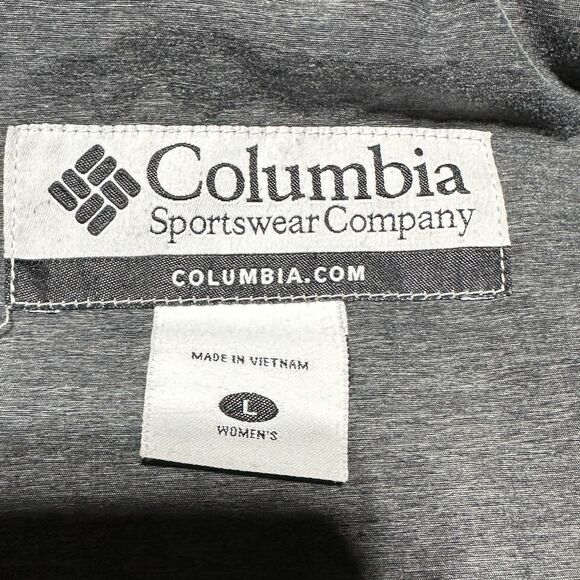 Columbia
Sportswear Company
COLUMBIA.COM
MADE IN VIETNAM
L
WOMEN'S